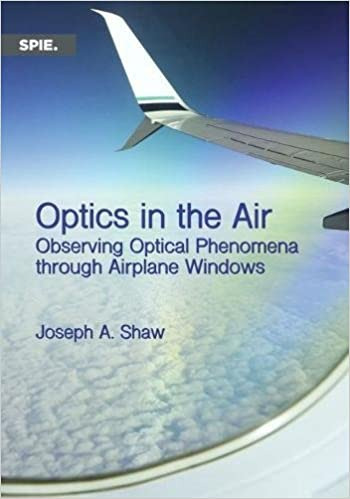 SPIE.
Optics in the Air
Observing Optical Phenomena
through Airplane Windows
Joseph A. Shaw